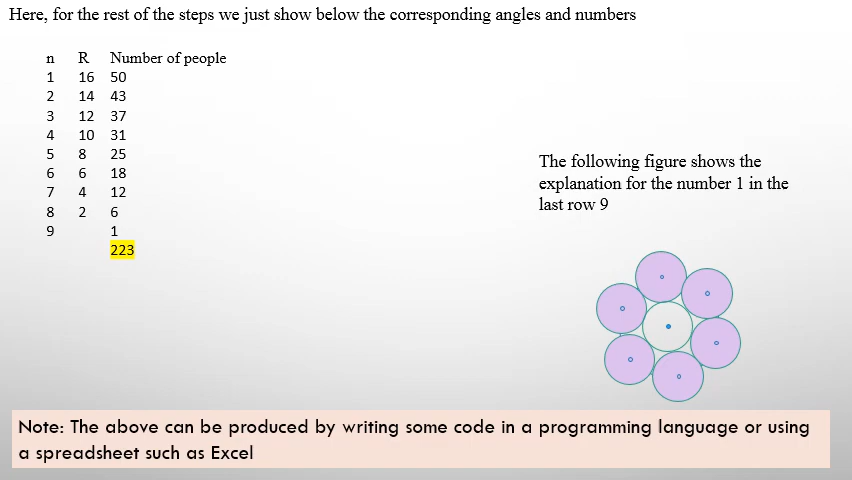 Here, for the rest of the steps we just show below the corresponding angles and numbers
n R Number of people
1 16 50
2 14 43
3 12 37
4 10 31
5 8 25
6 6 18
7 4 12
8 2 6
9 1
223
The following figure shows the
explanation for the number 1 in the
last row 9
Note: The above can be produced by writing some code in a programming language or using
a spreadsheet such as Excel